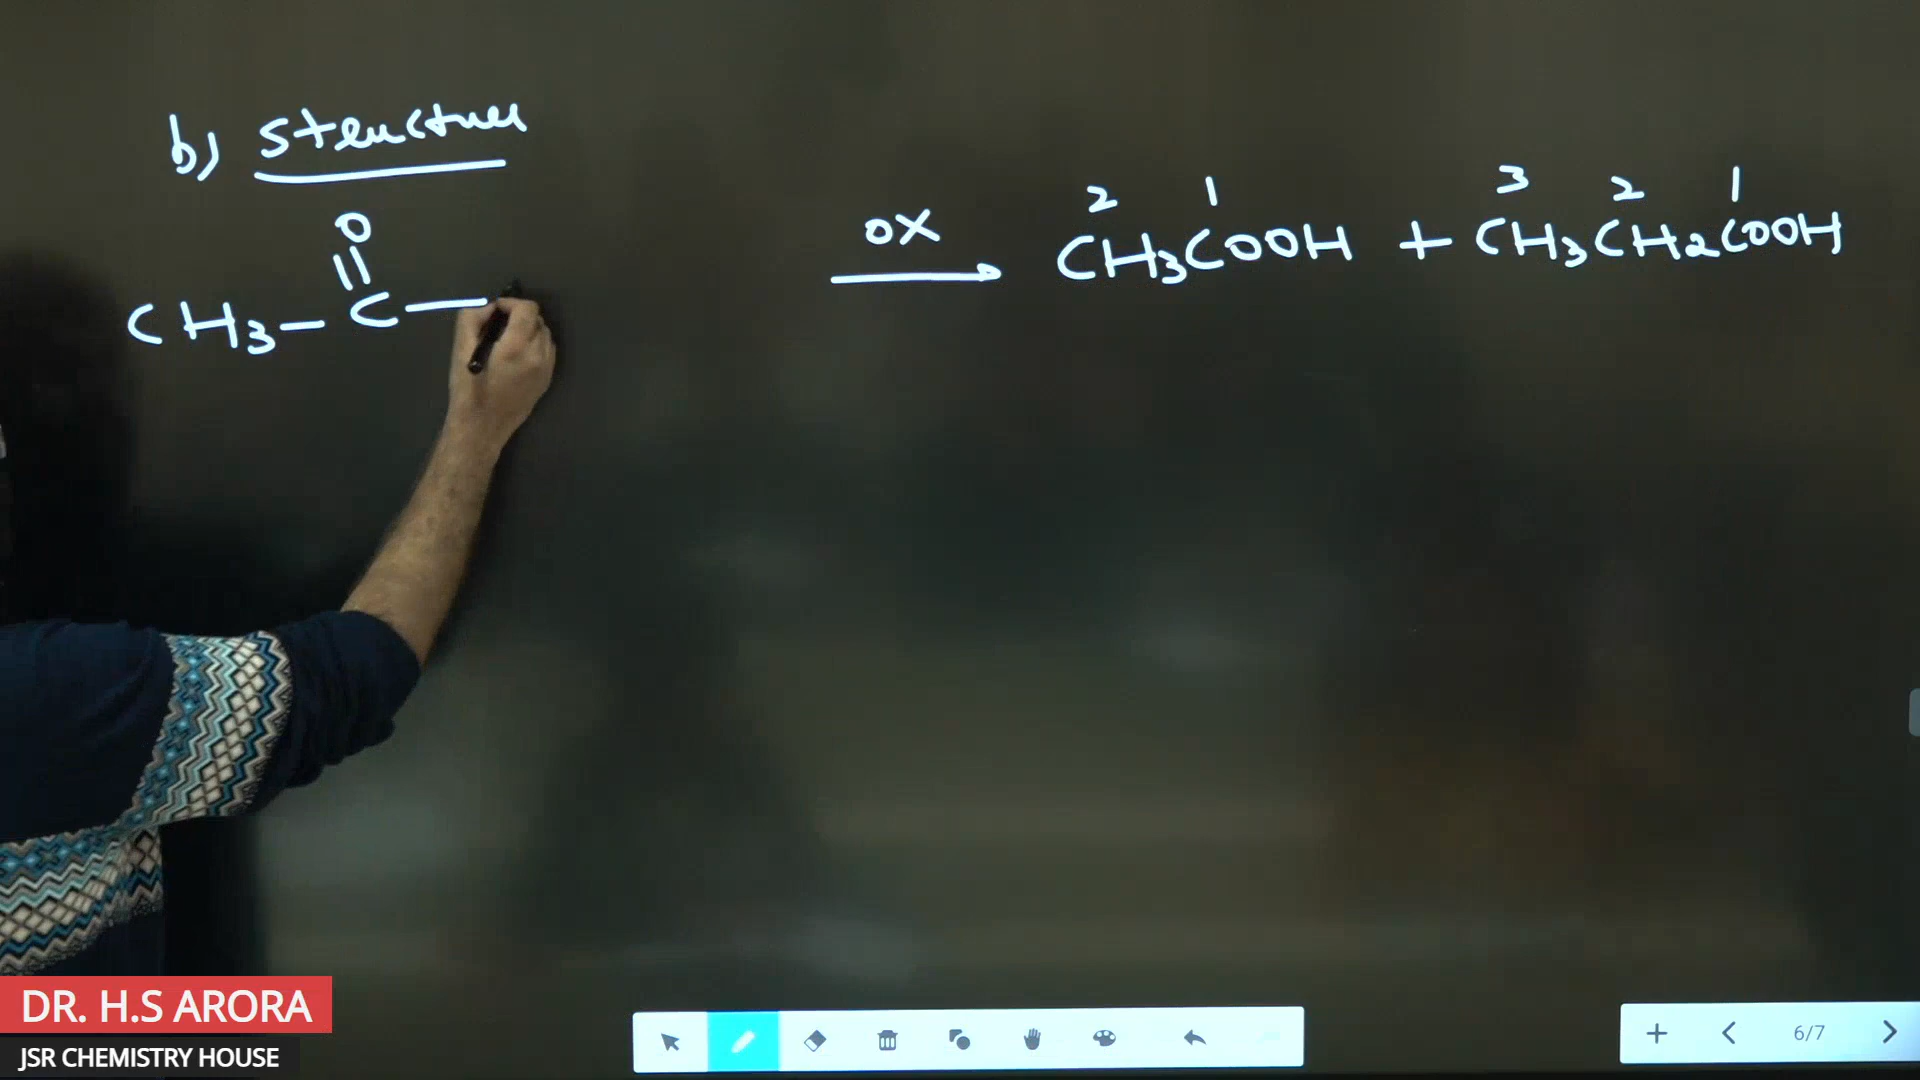 b) Structure
O
||
CH3-C-
2 1 3 2 1
OX CH3COOH + CH3CH2COOH
DR. H.S ARORA
JSR CHEMISTRY HOUSE
6/7